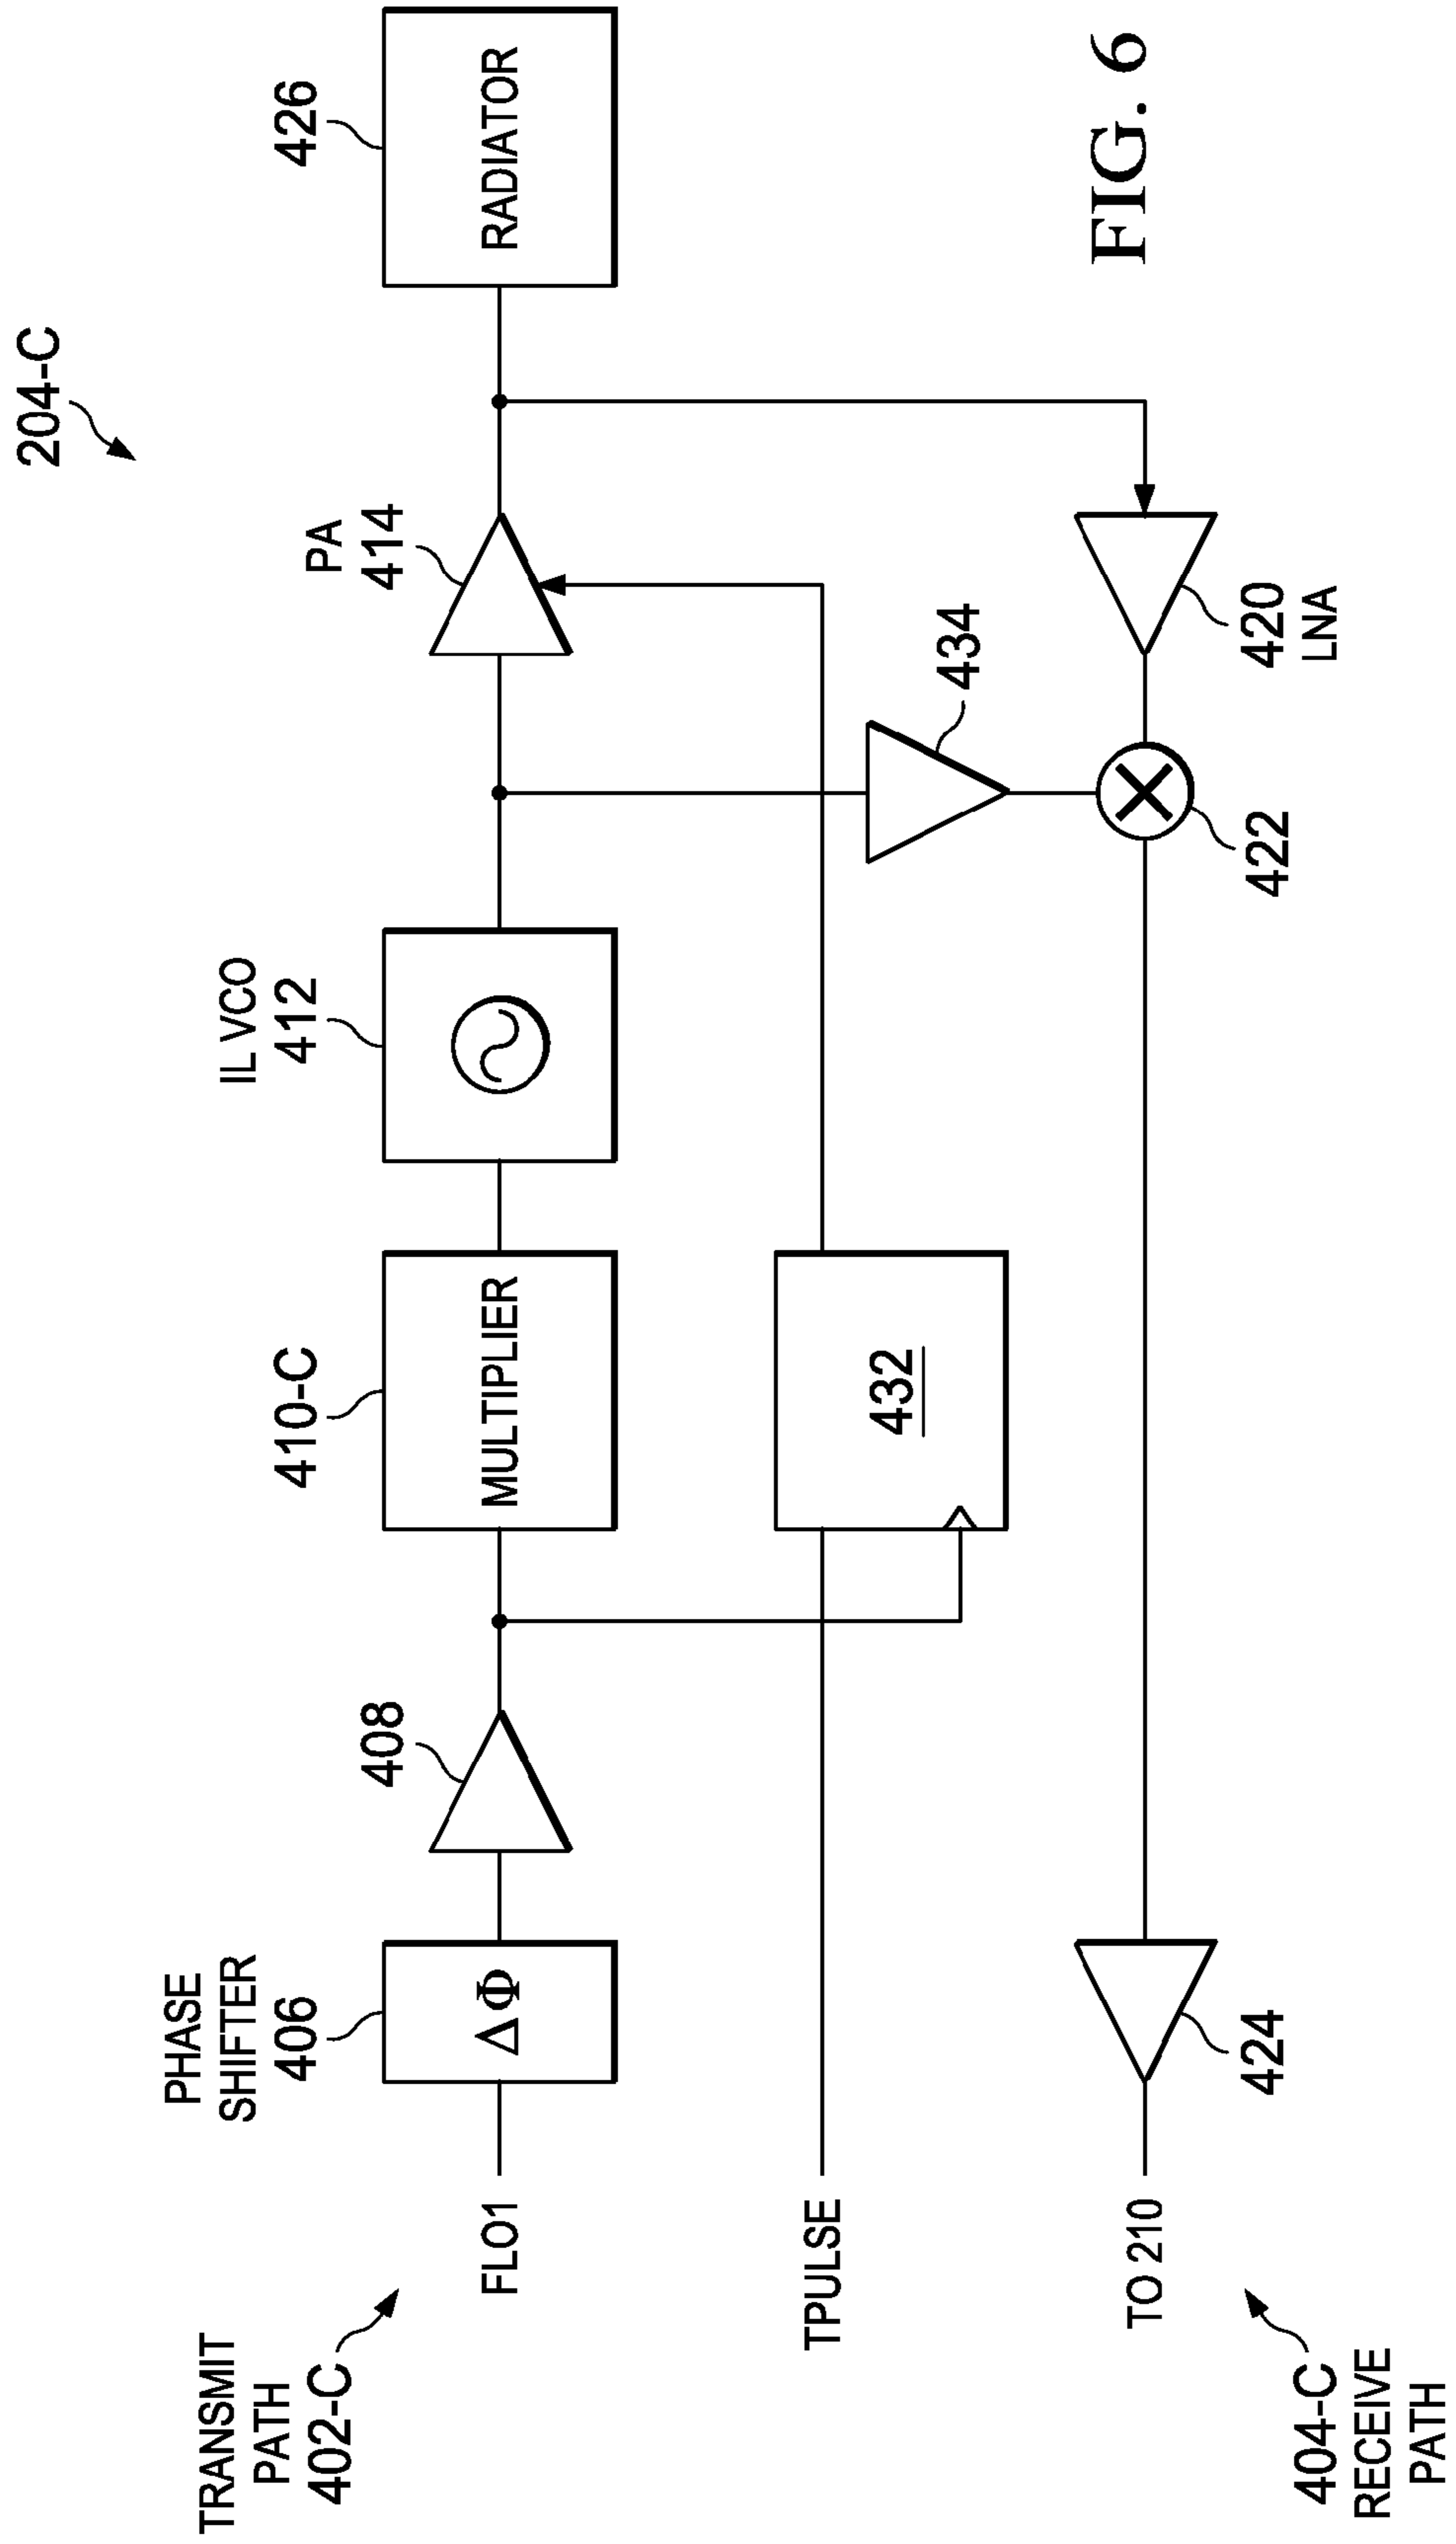 204-C
PHASE
SHIFTER
406
408
410-C
IL VCO
412
PA
414
426
TRANSMIT
PATH
402-C
FLO1
ΔΦ
MULTIPLIER
RADIATOR
TPULSE
432
434
TO 210
424
422
420
LNA
404-C
RECEIVE
PATH
FIG. 6